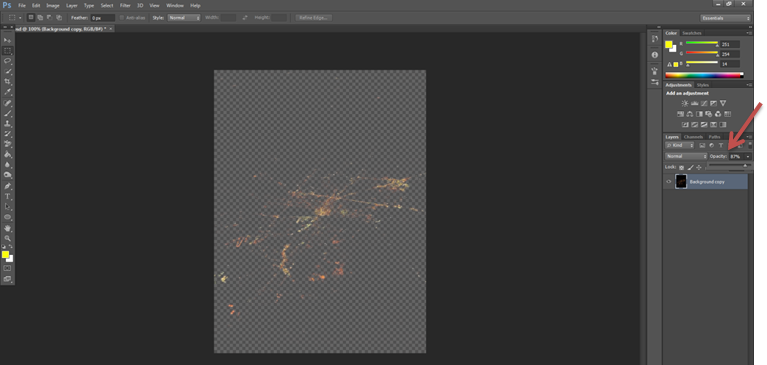 Ps File Edit Image Layer Type Select Filter 3D View Window Help
Feather: 0 px Anti-alias Style: Normal Width: Height: Refine Edge... Essentials
@ 100% (Background copy, RGB/8#) * ×
Color Swatches
251
254
14
Adjustments Styles
Add an adjustment
Layers Channels Paths
Kind
Normal Opacity: 87%
Lock:
Background copy